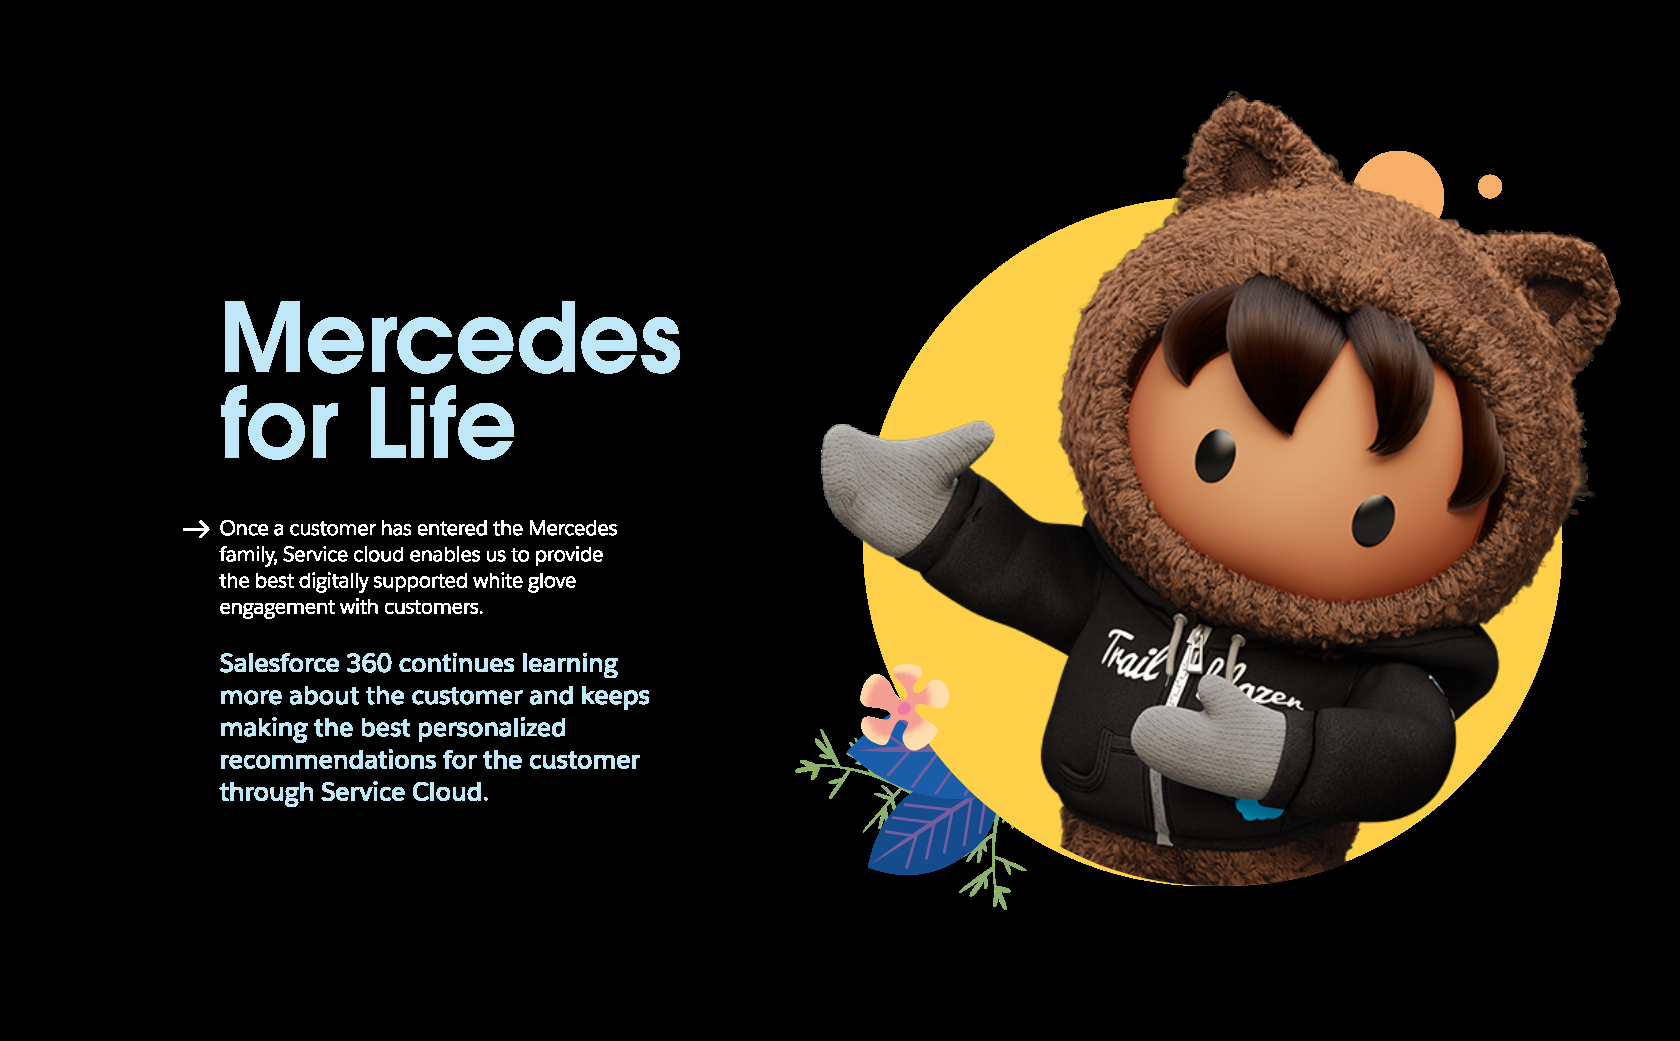 Mercedes
for Life
Once a customer has entered the Mercedes
family, Service cloud enables us to provide
the best digitally supported white glove
engagement with customers.
Salesforce 360 continues learning
more about the customer and keeps
making the best personalized
recommendations for the customer
through Service Cloud.
Trail